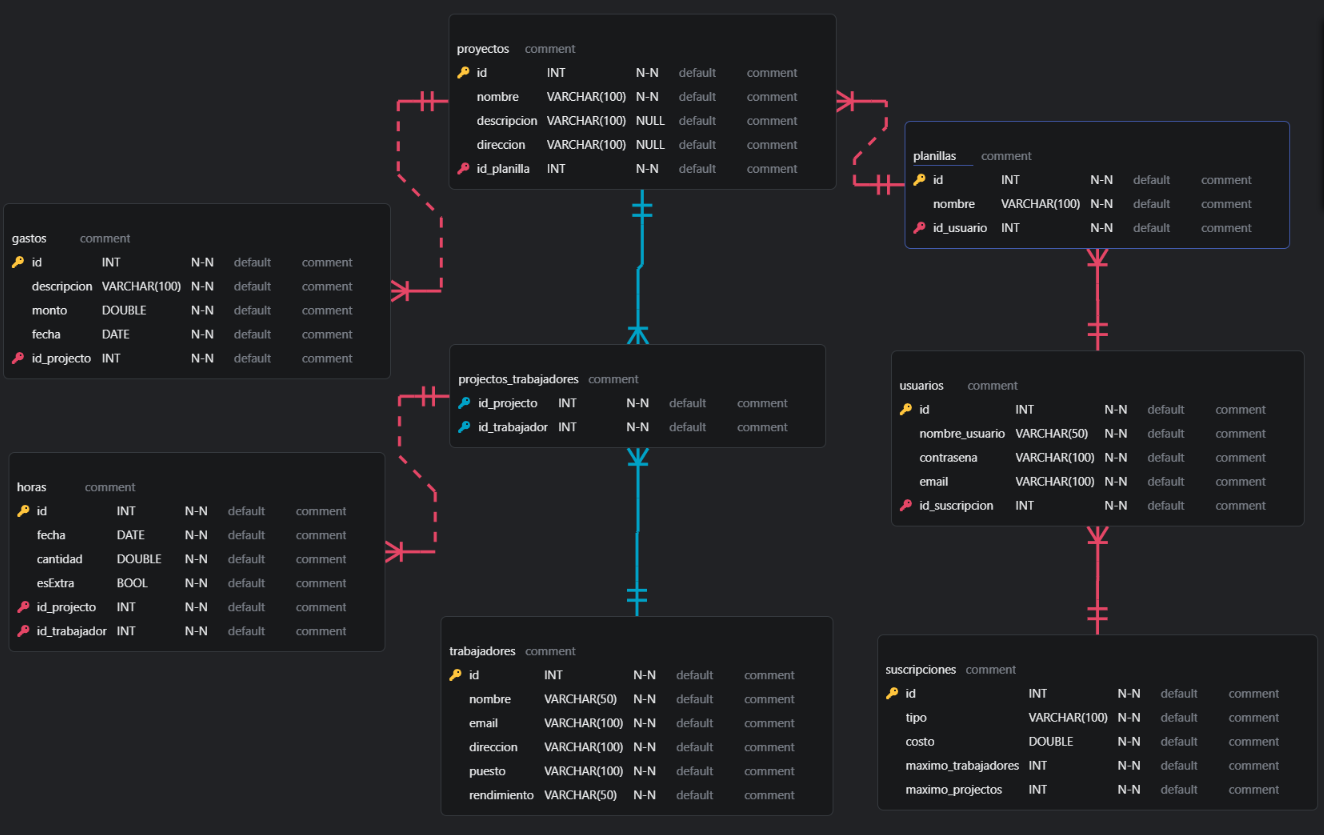 proyectos comment
id INT N-N default comment
nombre VARCHAR(100) N-N default comment
descripcion VARCHAR(100) NULL default comment
direccion VARCHAR(100) NULL default comment
id_planilla INT N-N default comment
planillas comment
id INT N-N default comment
nombre VARCHAR(100) N-N default comment
id_usuario INT N-N default comment
gastos comment
id INT N-N default comment
descripcion VARCHAR(100) N-N default comment
monto DOUBLE N-N default comment
fecha DATE N-N default comment
id_projecto INT N-N default comment
projectos_trabajadores comment
id_projecto INT N-N default comment
id_trabajador INT N-N default comment
usuarios comment
id INT N-N default comment
nombre_usuario VARCHAR(50) N-N default comment
contrasena VARCHAR(100) N-N default comment
email VARCHAR(100) N-N default comment
id_suscripcion INT N-N default comment
horas comment
id INT N-N default comment
fecha DATE N-N default comment
cantidad DOUBLE N-N default comment
esExtra BOOL N-N default comment
id_projecto INT N-N default comment
id_trabajador INT N-N default comment
trabajadores comment
id INT N-N default comment
nombre VARCHAR(50) N-N default comment
email VARCHAR(100) N-N default comment
direccion VARCHAR(100) N-N default comment
puesto VARCHAR(100) N-N default comment
rendimiento VARCHAR(50) N-N default comment
suscripciones comment
id INT N-N default comment
tipo VARCHAR(100) N-N default comment
costo DOUBLE N-N default comment
maximo_trabajadores INT N-N default comment
maximo_projectos INT N-N default comment